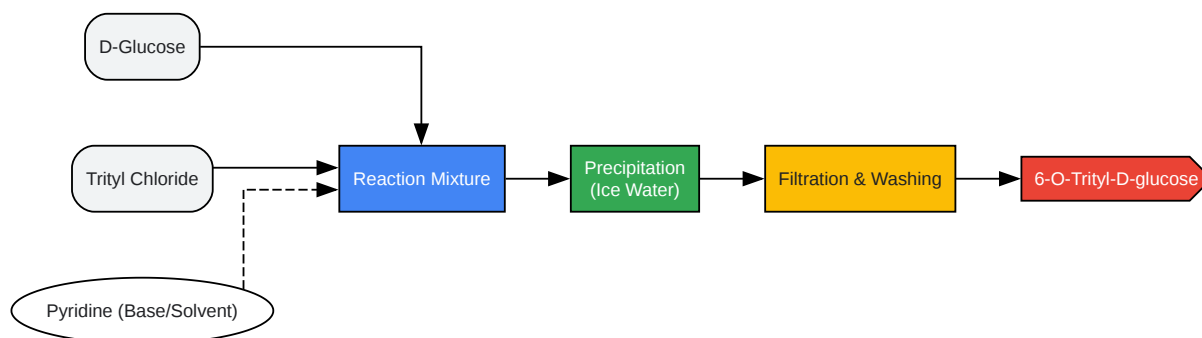 D-Glucose
Trityl Chloride
Pyridine (Base/Solvent)
Reaction Mixture
Precipitation
(Ice Water)
Filtration & Washing
6-O-Trityl-D-glucose